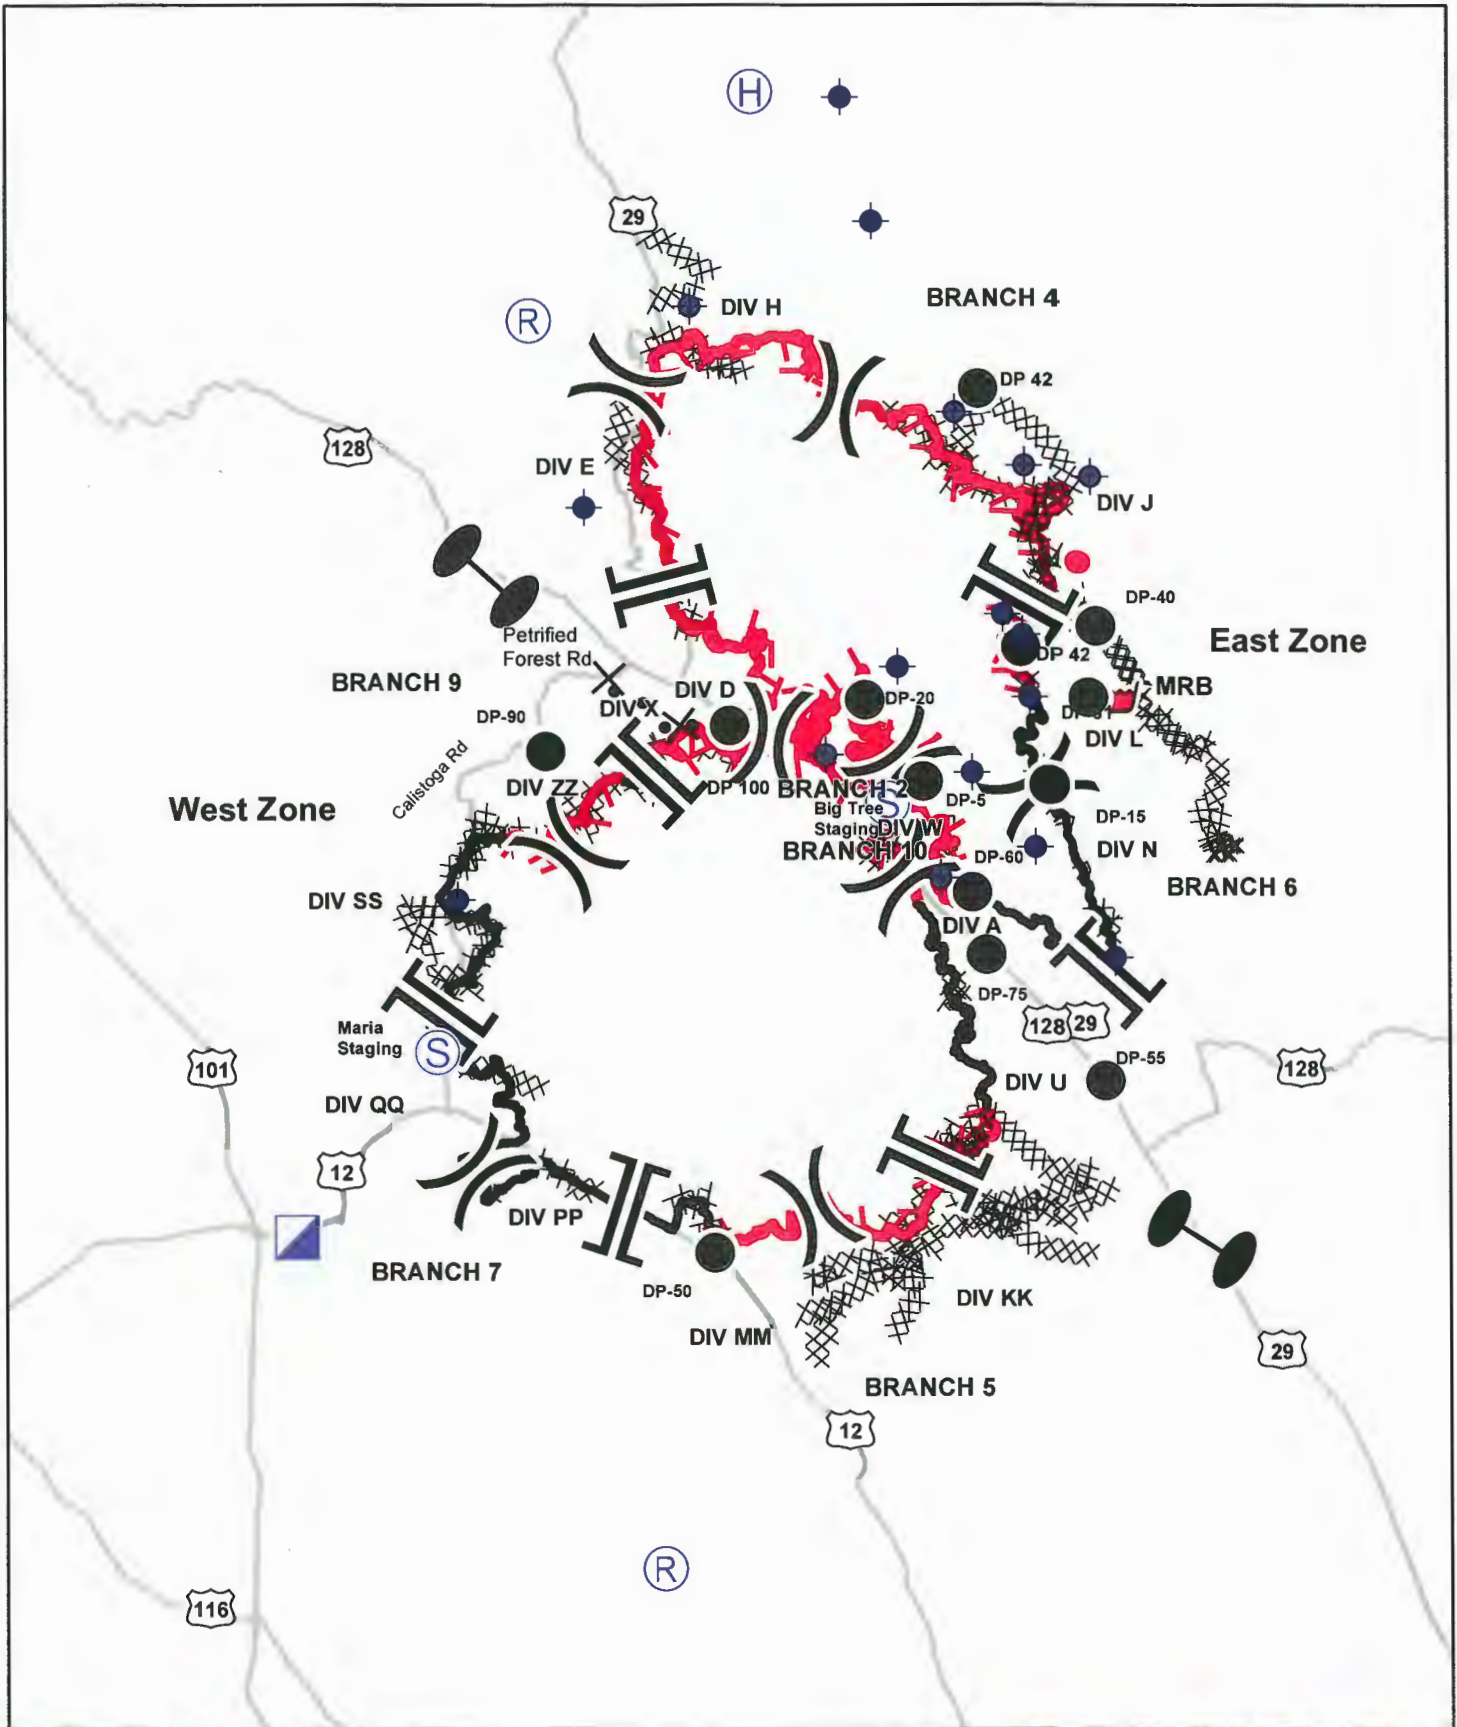 H
29
BRANCH 4
DIV H
R
DP 42
128
DIV E
DIV J
DP-40
Petrified
Forest Rd
East Zone
DP 42
BRANCH 9
MRB
DIV D
DP-20
DIV X
DP-90
DIV L
Calistoga Rd
DIV ZZ
DP 100
BRANCH 2
DP-5
West Zone
Big Tree
Staging
S
DIV W
DP-15
BRANCH 10
DP-60
DIV N
BRANCH 6
DIV SS
DIV A
DP-75
128
29
Maria
Staging
S
DP-55
101
128
DIV U
DIV QQ
12
DIV PP
BRANCH 7
DP-50
DIV KK
DIV MM
29
BRANCH 5
12
R
116